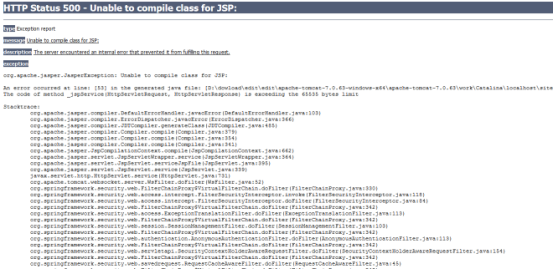 HTTP Status 500 - Unable to compile class for JSP:
type Exception report
message Unable to compile class for JSP:
description The server encountered an internal error that prevented it from fulfilling this request.
exception
org.apache.jasper.JasperException: Unable to compile class for JSP:
An error occurred at line: [53] in the generated java file: [D:\dowload\edit\edit\apache-tomcat-7.0.63-windows-x64\apache-tomcat-7.0.63\work\Catalina\localhost\site
The code of method _jspService(HttpServletRequest, HttpServletResponse) is exceeding the 65535 bytes limit
Stacktrace:
org.apache.jasper.compiler.DefaultErrorHandler.javacError(DefaultErrorHandler.java:103)
org.apache.jasper.compiler.ErrorDispatcher.javacError(ErrorDispatcher.java:366)
org.apache.jasper.compiler.JDTCompiler.generateClass(JDTCompiler.java:485)
org.apache.jasper.compiler.Compiler.compile(Compiler.java:379)
org.apache.jasper.compiler.Compiler.compile(Compiler.java:354)
org.apache.jasper.compiler.Compiler.compile(Compiler.java:341)
org.apache.jasper.JspCompilationContext.compile(JspCompilationContext.java:662)
org.apache.jasper.servlet.JspServletWrapper.service(JspServletWrapper.java:364)
org.apache.jasper.servlet.JspServlet.serviceJspFile(JspServlet.java:395)
org.apache.jasper.servlet.JspServlet.service(JspServlet.java:339)
javax.servlet.http.HttpServlet.service(HttpServlet.java:731)
org.apache.tomcat.websocket.server.WsFilter.doFilter(WsFilter.java:52)
org.springframework.security.web.FilterChainProxy$VirtualFilterChain.doFilter(FilterChainProxy.java:330)
org.springframework.security.web.access.intercept.FilterSecurityInterceptor.invoke(FilterSecurityInterceptor.java:118)
org.springframework.security.web.access.intercept.FilterSecurityInterceptor.doFilter(FilterSecurityInterceptor.java:84)
org.springframework.security.web.FilterChainProxy$VirtualFilterChain.doFilter(FilterChainProxy.java:342)
org.springframework.security.web.access.ExceptionTranslationFilter.doFilter(ExceptionTranslationFilter.java:113)
org.springframework.security.web.FilterChainProxy$VirtualFilterChain.doFilter(FilterChainProxy.java:342)
org.springframework.security.web.session.SessionManagementFilter.doFilter(SessionManagementFilter.java:103)
org.springframework.security.web.FilterChainProxy$VirtualFilterChain.doFilter(FilterChainProxy.java:342)
org.springframework.security.web.authentication.AnonymousAuthenticationFilter.doFilter(AnonymousAuthenticationFilter.java:113)
org.springframework.security.web.FilterChainProxy$VirtualFilterChain.doFilter(FilterChainProxy.java:342)
org.springframework.security.web.servletapi.SecurityContextHolderAwareRequestFilter.doFilter(SecurityContextHolderAwareRequestFilter.java:154)
org.springframework.security.web.FilterChainProxy$VirtualFilterChain.doFilter(FilterChainProxy.java:342)
org.springframework.security.web.savedrequest.RequestCacheAwareFilter.doFilter(RequestCacheAwareFilter.java:45)